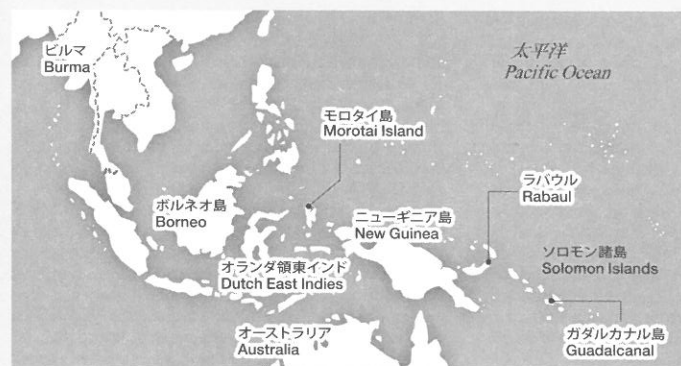 ビルマ
Burma
太平洋
Pacific Ocean
モロタイ島
Morotai Island
ラバウル
Rabaul
ボルネオ島
Borneo
ニューギニア島
New Guinea
ソロモン諸島
Solomon Islands
オランダ領東インド
Dutch East Indies
オーストラリア
Australia
ガダルカナル島
Guadalcanal